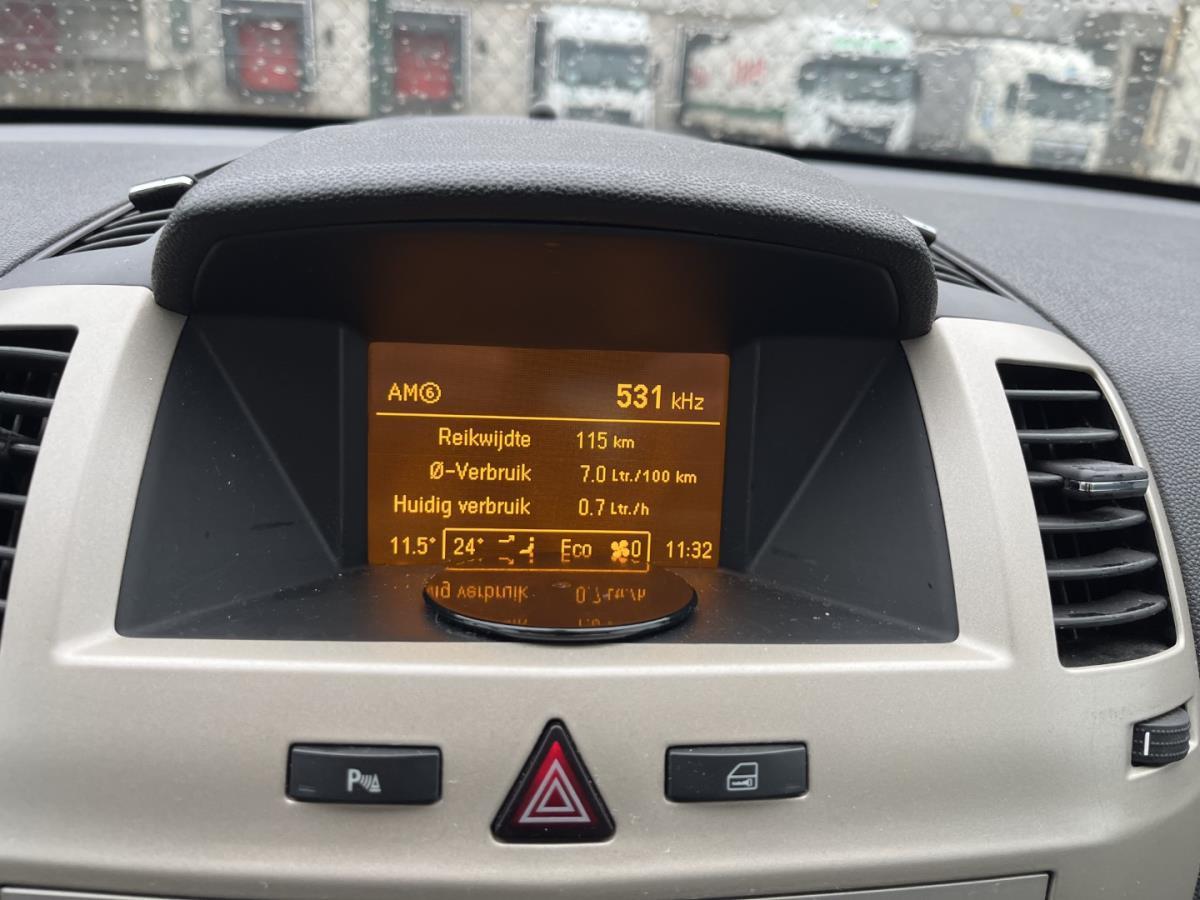 AM⑥ 531 kHz
Reikwijdte 115 km
Ø-Verbruik 7.0 Ltr./100 km
Huidig verbruik 0.7 Ltr./h
11.5° 24° Eco 0 11:32
P